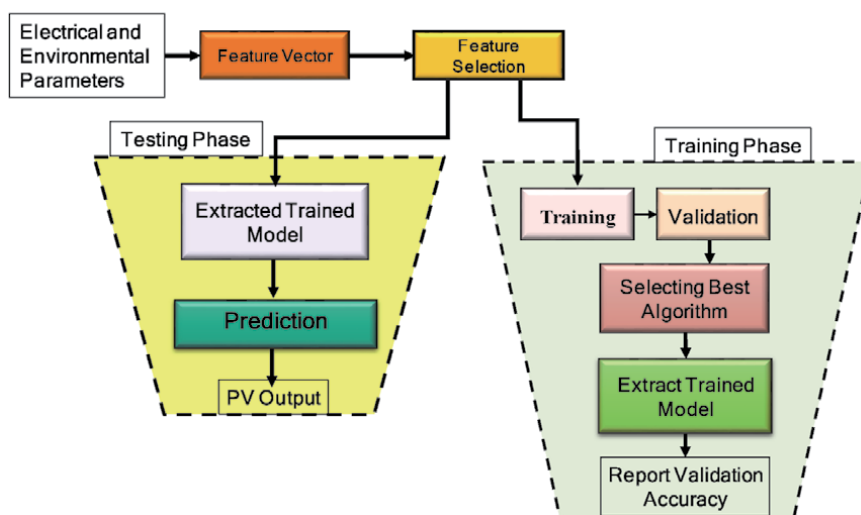 Electrical and
Environmental
Parameters
Feature Vector
Feature
Selection
Testing Phase
Extracted Trained
Model
Prediction
PV Output
Training Phase
Training
Validation
Selecting Best
Algorithm
Extract Trained
Model
Report Validation
Accuracy